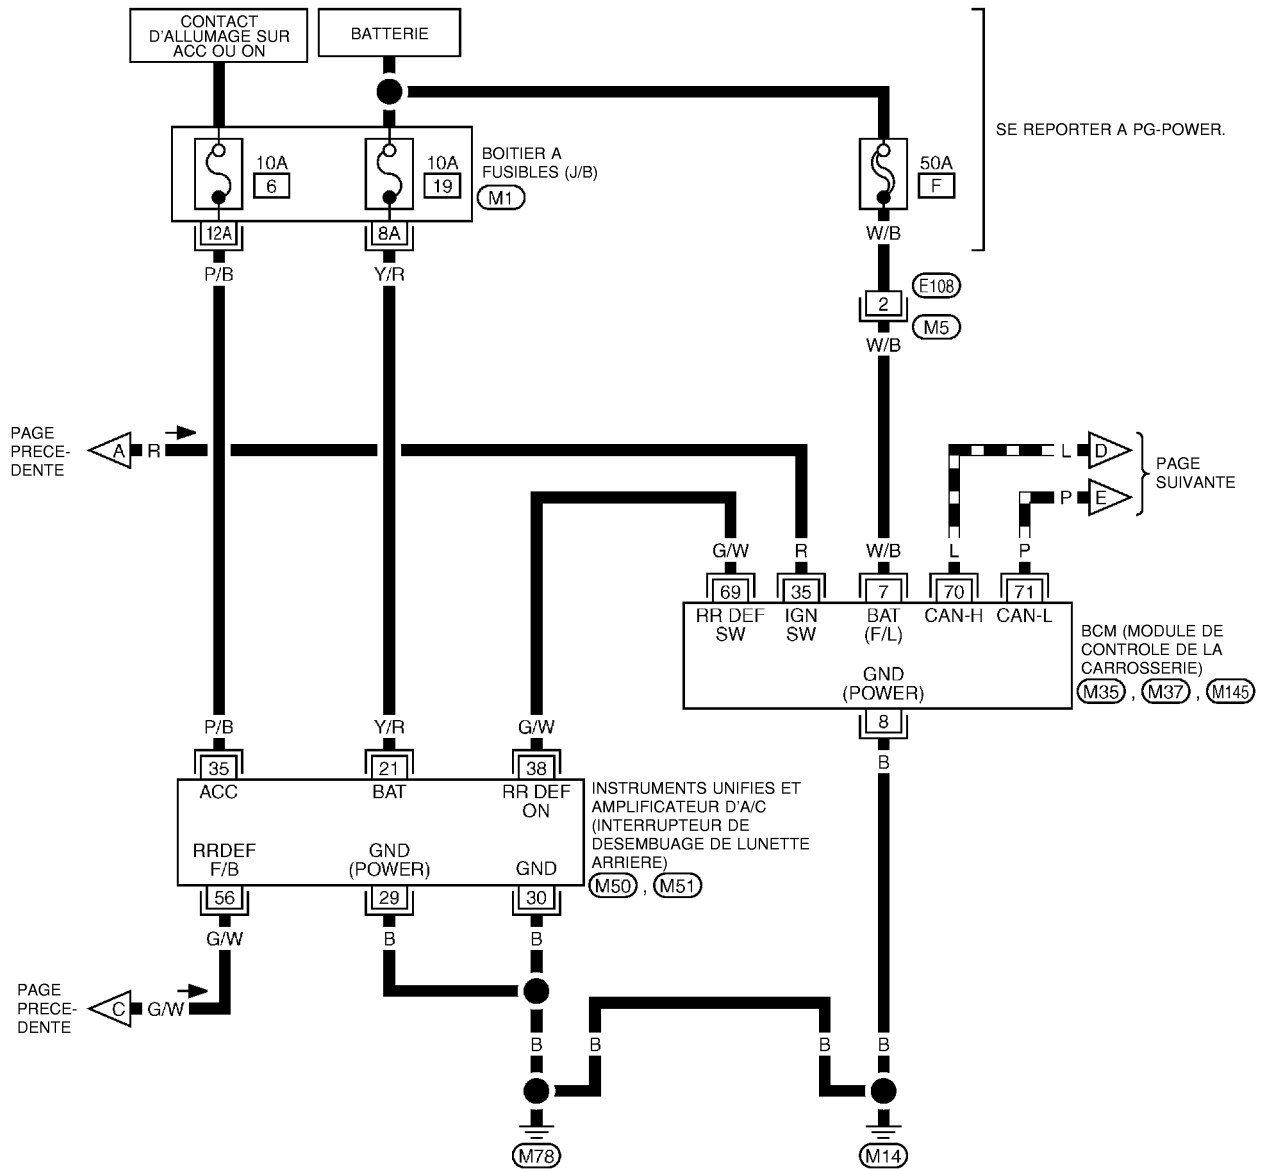 CONTACT
D'ALLUMAGE SUR
ACC OU ON
BATTERIE
SE REPORTER A PG-POWER.
10A
6
10A
19
BOITIER A
FUSIBLES (J/B)
M1
50A
F
12A
8A
P/B
Y/R
W/B
2
E108
M5
W/B
PAGE
PRECE-
DENTE
A
R
L
D
P
E
PAGE
SUIVANTE
G/W
R
W/B
L
P
69
35
7
70
71
RR DEF
SW
IGN
SW
BAT
(F/L)
CAN-H
CAN-L
GND
(POWER)
BCM (MODULE DE
CONTROLE DE LA
CARROSSERIE)
M35 , M37 , M145
8
B
P/B
Y/R
G/W
35
21
38
ACC
BAT
RR DEF
ON
RRDEF
F/B
GND
(POWER)
GND
INSTRUMENTS UNIFIES ET
AMPLIFICATEUR D'A/C
(INTERRUPTEUR DE
DESEMBUAGE DE LUNETTE
ARRIERE)
M50 , M51
56
29
30
G/W
B
B
PAGE
PRECE-
DENTE
C
G/W
B
B
B
B
M78
M14